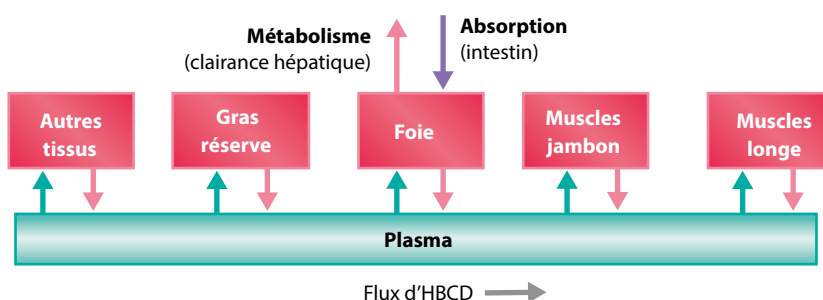 Métabolisme
(clairance hépatique)
Absorption
(intestin)
Autres
tissus
Gras
réserve
Foie
Muscles
jambon
Muscles
longe
Plasma
Flux d'HBCD